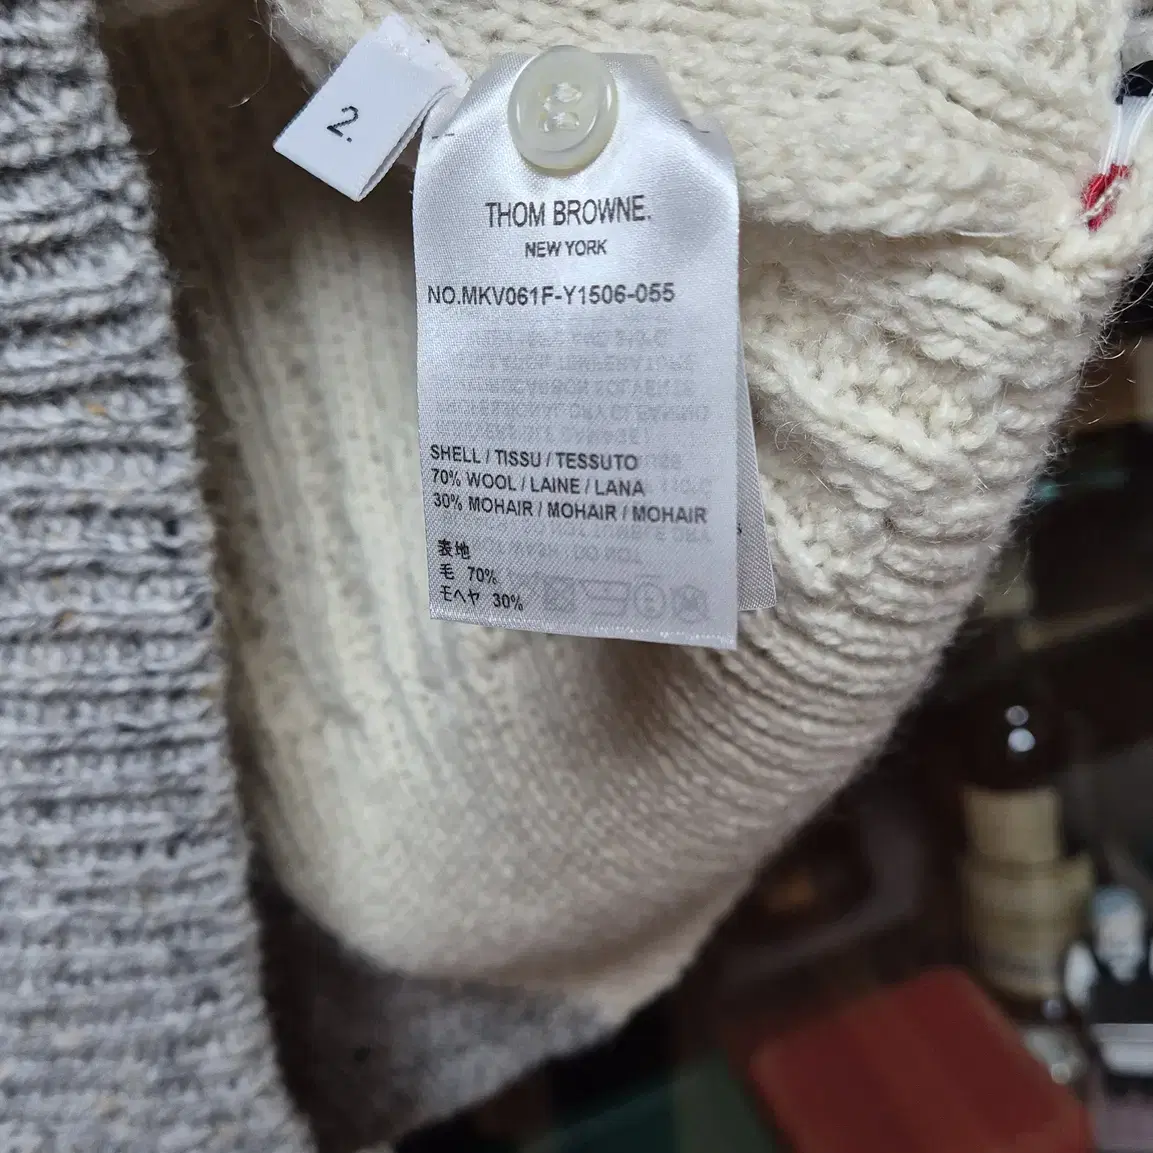 2.
THOM BROWNE.
NEW YORK
NO.MKV061F-Y1506-055
SHELL / TISSU / TESSUTO
70% WOOL / LAINE / LANA
30% MOHAIR / MOHAIR / MOHAIR
表地
毛 70%
モヘヤ 30%